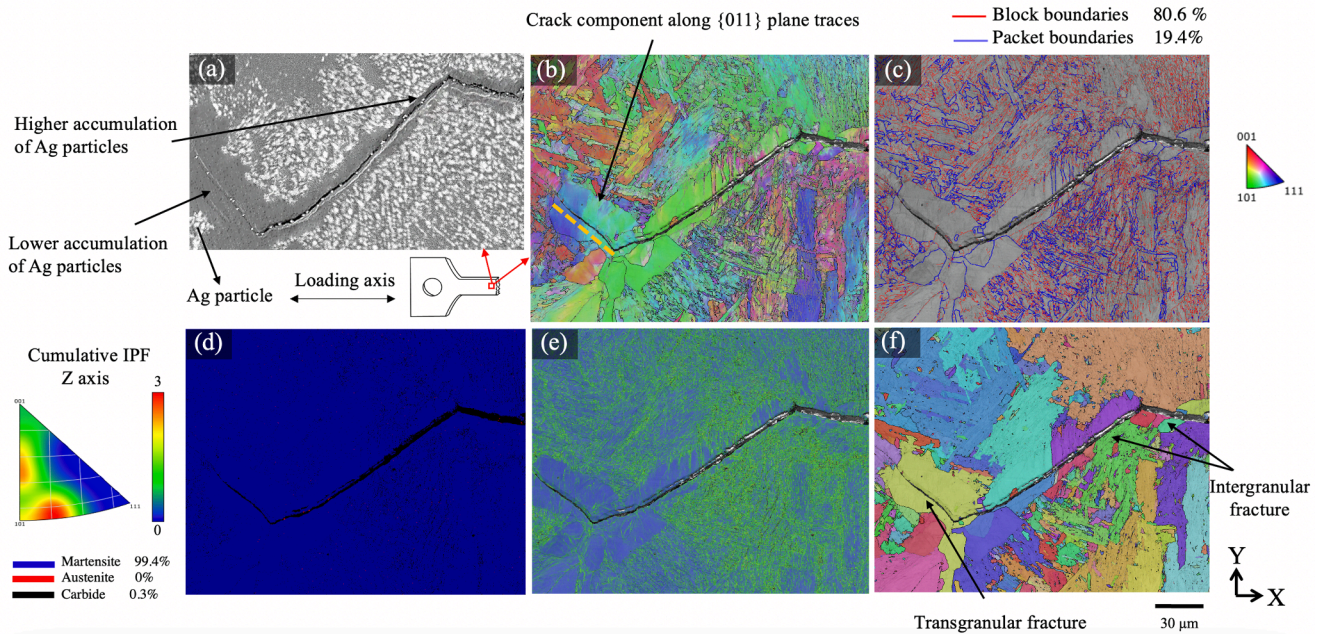 Crack component along {011} plane traces
Block boundaries 80.6 %
Packet boundaries 19.4%
(a)
(b)
(c)
Higher accumulation
of Ag particles
001
101
111
Lower accumulation
of Ag particles
Ag particle
Loading axis
(d)
(e)
(f)
Cumulative IPF
Z axis
3
001
101
111
0
Intergranular
fracture
Martensite 99.4%
Austenite 0%
Carbide 0.3%
Y
X
Transgranular fracture
30 μm